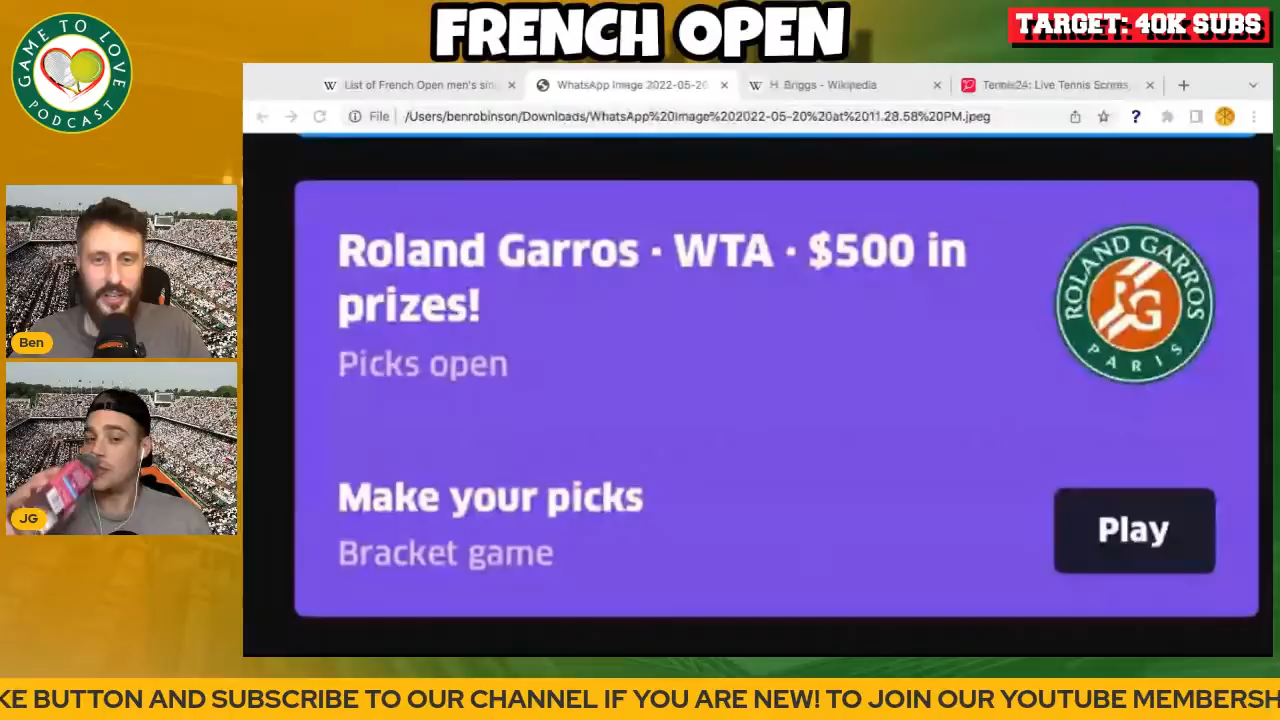 FRENCH OPEN
TARGET: 40K SUBS
GAME TO LOVE PODCAST
List of French Open men's sin
WhatsApp Image 2022-05-20
H. Briggs - Wikipedia
Tennis24: Live Tennis Scores,
File
/Users/benrobinson/Downloads/WhatsApp%20Image%202022-05-20%20at%2011.28.58%20PM.jpeg
Roland Garros · WTA · $500 in
prizes!
Picks open
ROLAND GARROS
RG
PARIS
Make your picks
Bracket game
Play
Ben
JG
KE BUTTON AND SUBSCRIBE TO OUR CHANNEL IF YOU ARE NEW! TO JOIN OUR YOUTUBE MEMBERSH